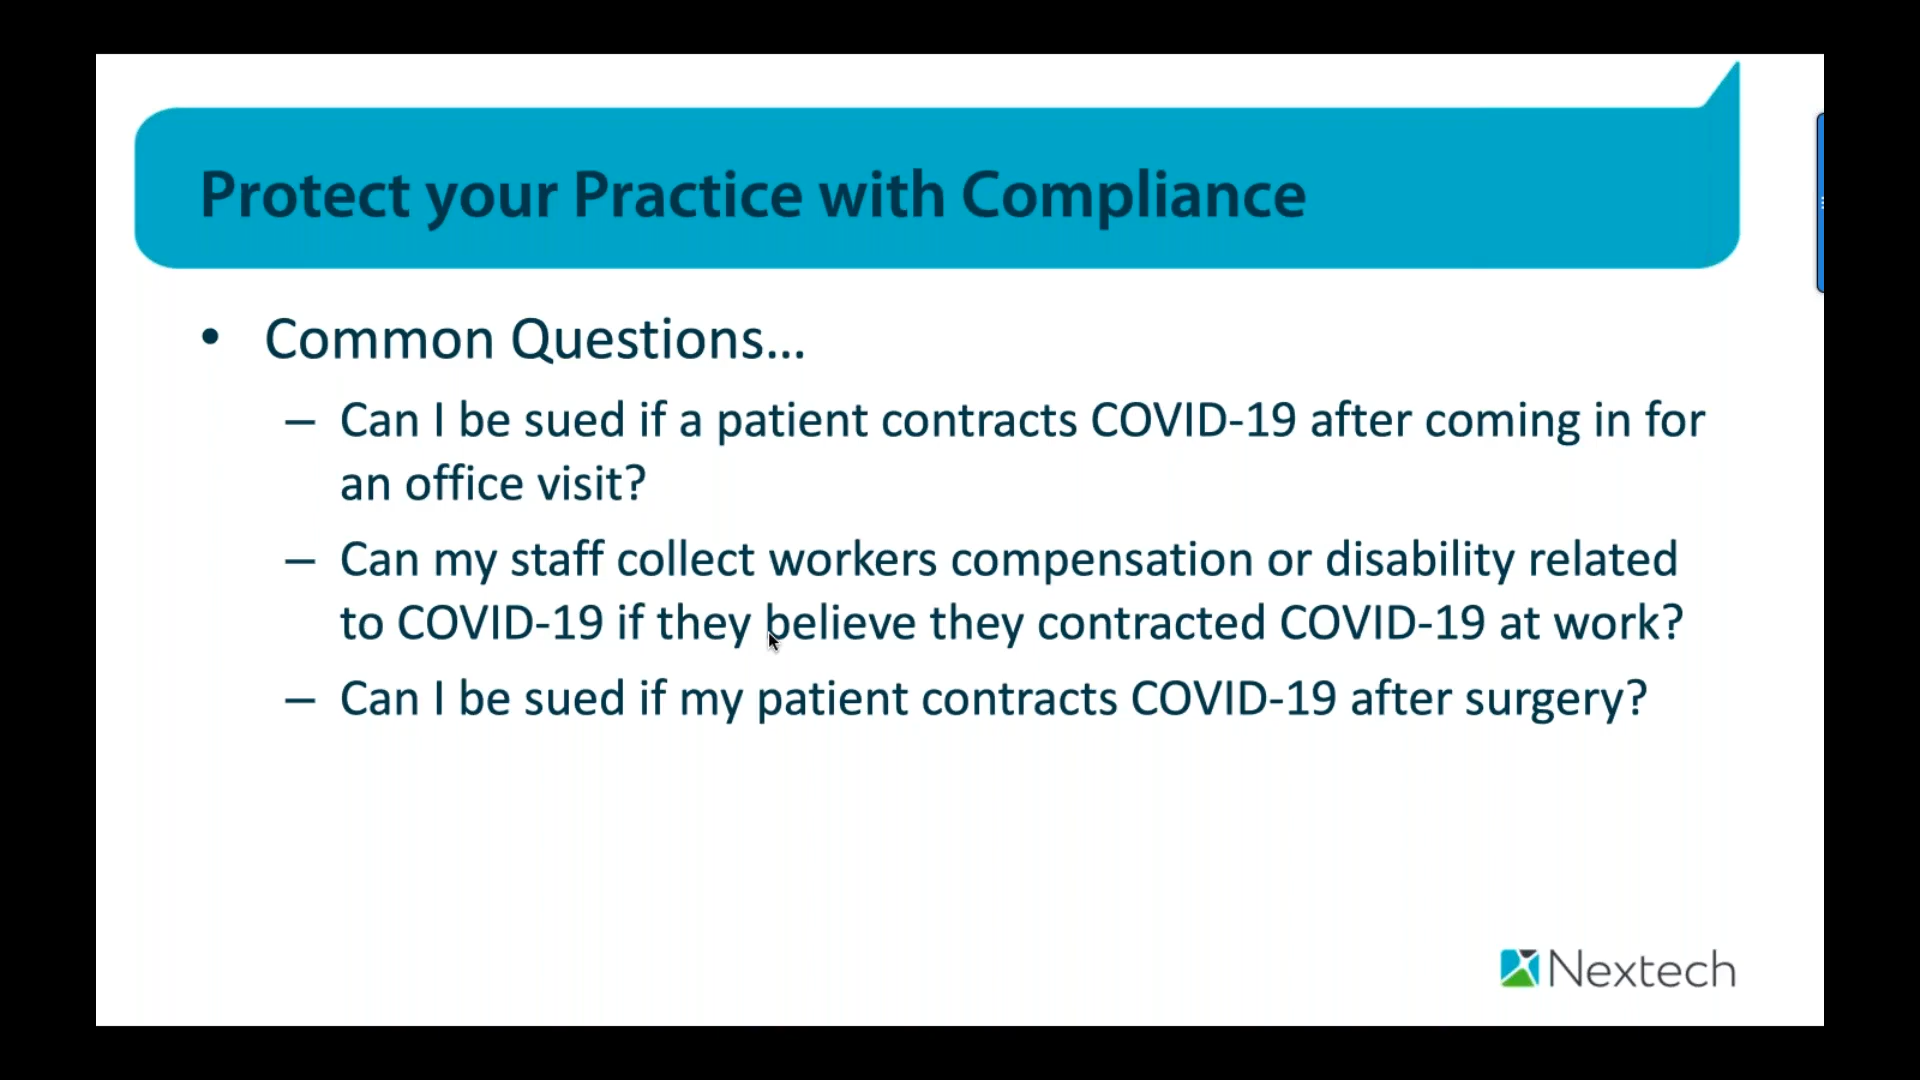 Protect your Practice with Compliance
• Common Questions...
– Can I be sued if a patient contracts COVID-19 after coming in for
an office visit?
– Can my staff collect workers compensation or disability related
to COVID-19 if they believe they contracted COVID-19 at work?
– Can I be sued if my patient contracts COVID-19 after surgery?
Nextech